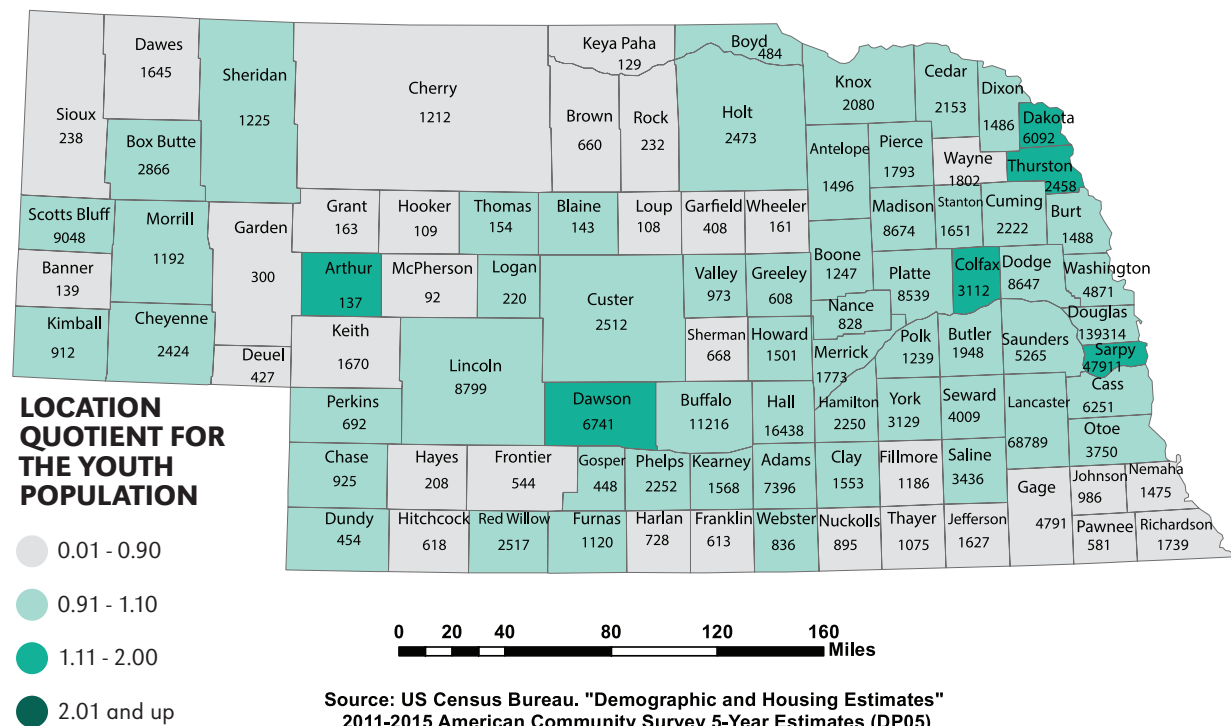 Keya Paha
129
Boyd
484
Dawes
1645
Sheridan
1225
Cherry
1212
Knox
2080
Cedar
2153
Dixon
1486
Dakota
6092
Sioux
238
Box Butte
2866
Brown
660
Rock
232
Holt
2473
Antelope
1496
Pierce
1793
Wayne
1802
Thurston
2458
Scotts Bluff
9048
Morrill
1192
Garden
300
Grant
163
Hooker
109
Thomas
154
Blaine
143
Loup
108
Garfield
408
Wheeler
161
Madison
8674
Stanton
1651
Cuming
2222
Burt
1488
Banner
139
Arthur
137
McPherson
92
Logan
220
Custer
2512
Valley
973
Greeley
608
Boone
1247
Platte
8539
Colfax
3112
Dodge
8647
Washington
4871
Kimball
912
Cheyenne
2424
Deuel
427
Keith
1670
Lincoln
8799
Sherman
668
Howard
1501
Nance
828
Merrick
1773
Polk
1239
Butler
1948
Saunders
5265
Douglas
139314
Sarpy
47911
Cass
6251
Perkins
692
Dawson
6741
Buffalo
11216
Hall
16438
Hamilton
2250
York
3129
Seward
4009
Lancaster
68789
Otoe
3750
Chase
925
Hayes
208
Frontier
544
Gosper
448
Phelps
2252
Kearney
1568
Adams
7396
Clay
1553
Fillmore
1186
Saline
3436
Gage
4791
Johnson
986
Nemaha
1475
Dundy
454
Hitchcock
618
Red Willow
2517
Furnas
1120
Harlan
728
Franklin
613
Webster
836
Nuckolls
895
Thayer
1075
Jefferson
1627
Pawnee
581
Richardson
1739
LOCATION
QUOTIENT FOR
THE YOUTH
POPULATION
0.01 - 0.90
0.91 - 1.10
1.11 - 2.00
2.01 and up
0 20 40 80 120 160
Miles
Source: US Census Bureau. "Demographic and Housing Estimates"
2011-2015 American Community Survey 5-Year Estimates (DP05)